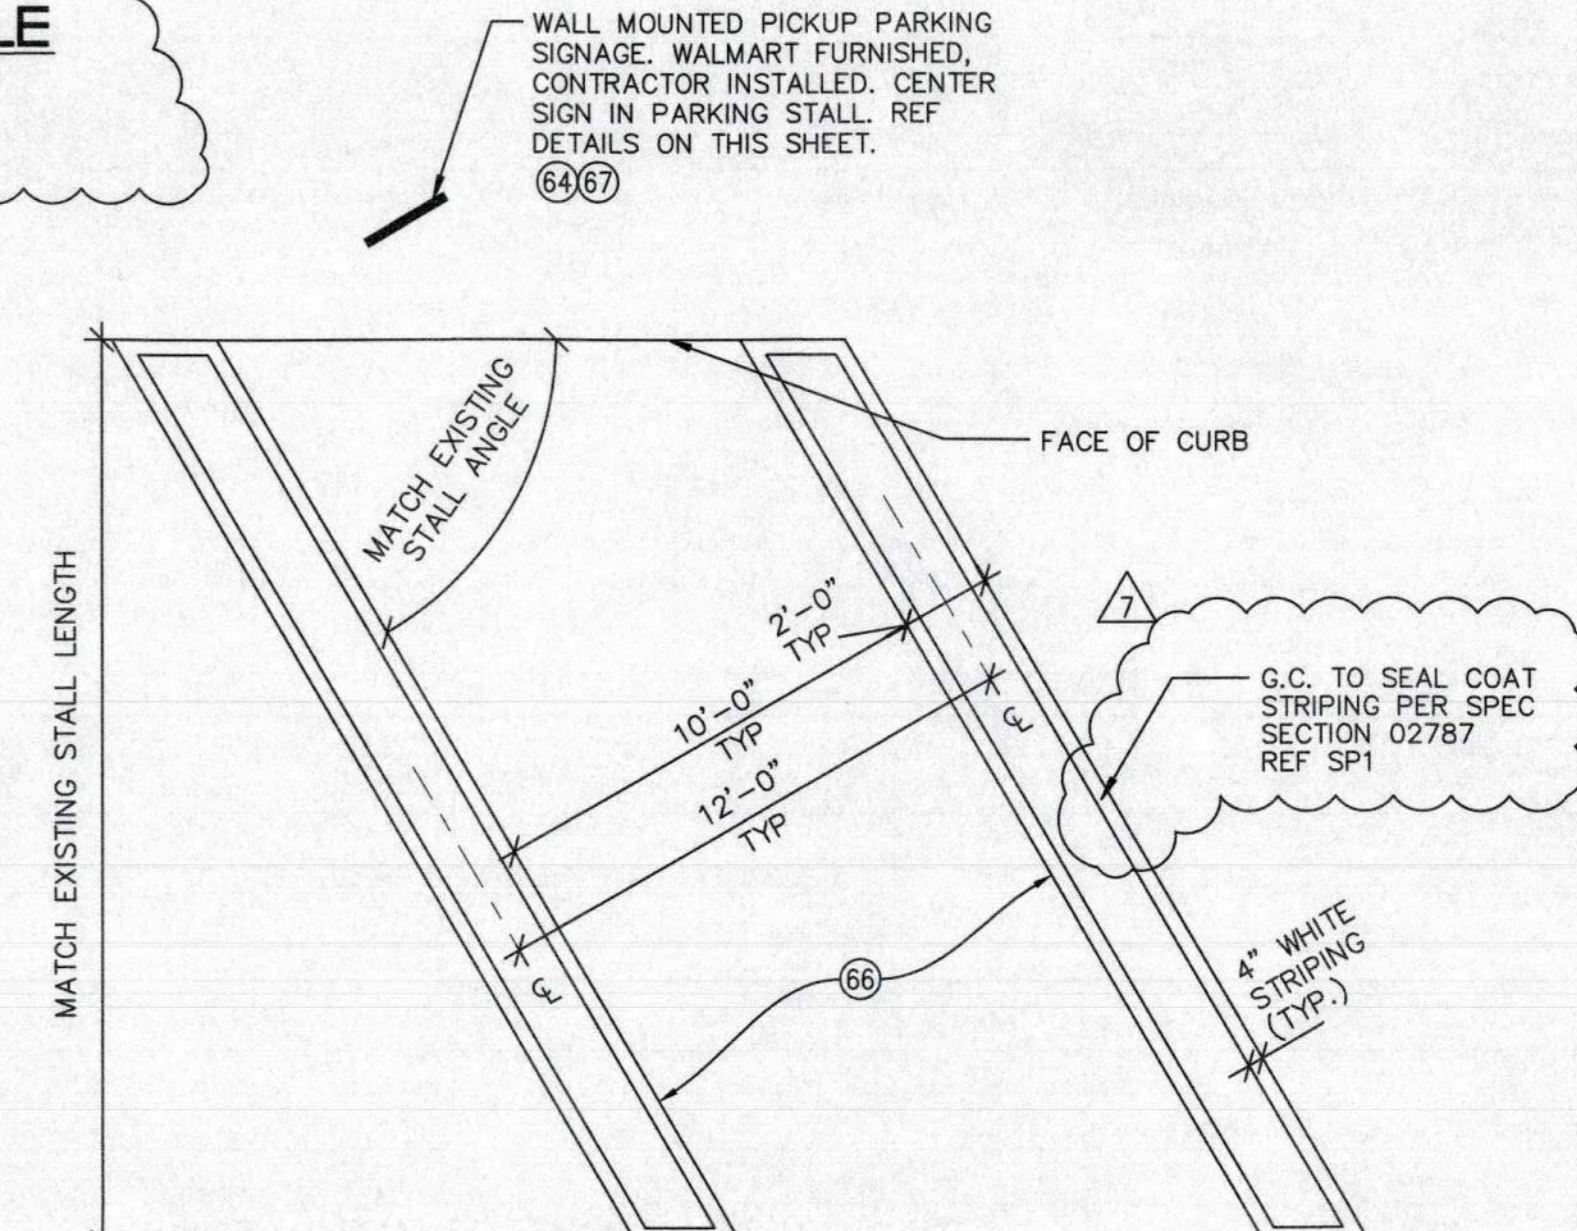 LE
WALL MOUNTED PICKUP PARKING
SIGNAGE. WALMART FURNISHED,
CONTRACTOR INSTALLED. CENTER
SIGN IN PARKING STALL. REF
DETAILS ON THIS SHEET.
64 67
MATCH EXISTING
STALL ANGLE
FACE OF CURB
MATCH EXISTING STALL LENGTH
2'-0"
TYP
7
10'-0"
TYP
12'-0"
TYP
℄
G.C. TO SEAL COAT
STRIPING PER SPEC
SECTION 02787
REF SP1
℄
66
4" WHITE
STRIPING
(TYP.)